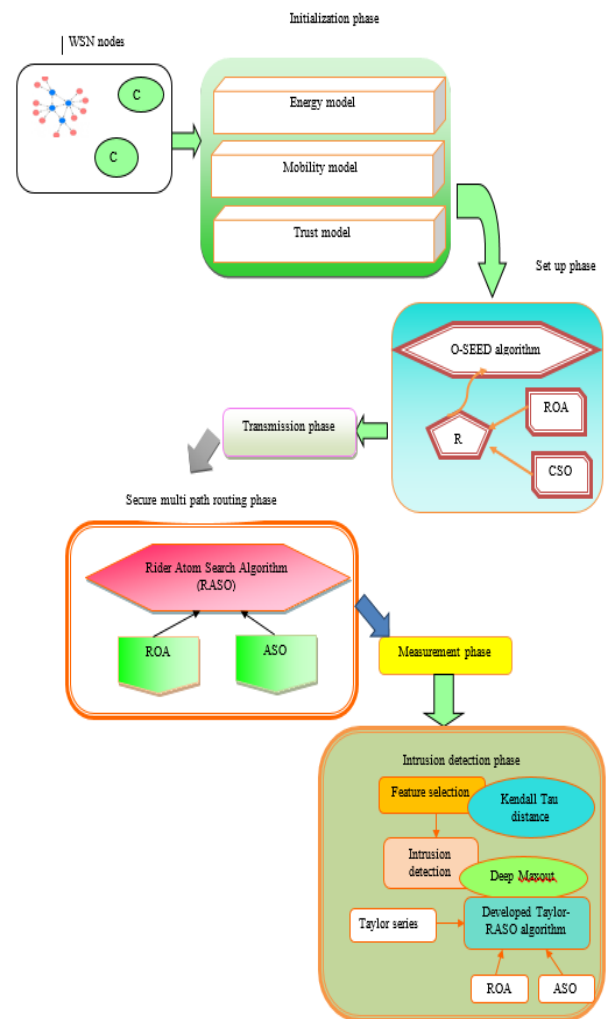 Initialization phase
WSN nodes
C
C
Energy model
Mobility model
Trust model
Set up phase
O-SEED algorithm
ROA
R
CSO
Transmission phase
Secure multi path routing phase
Rider Atom Search Algorithm
(RASO)
ROA
ASO
Measurement phase
Intrusion detection phase
Feature selection
Kendall Tau
distance
Intrusion
detection
Deep Maxout
Taylor series
Developed Taylor-
RASO algorithm
ROA
ASO